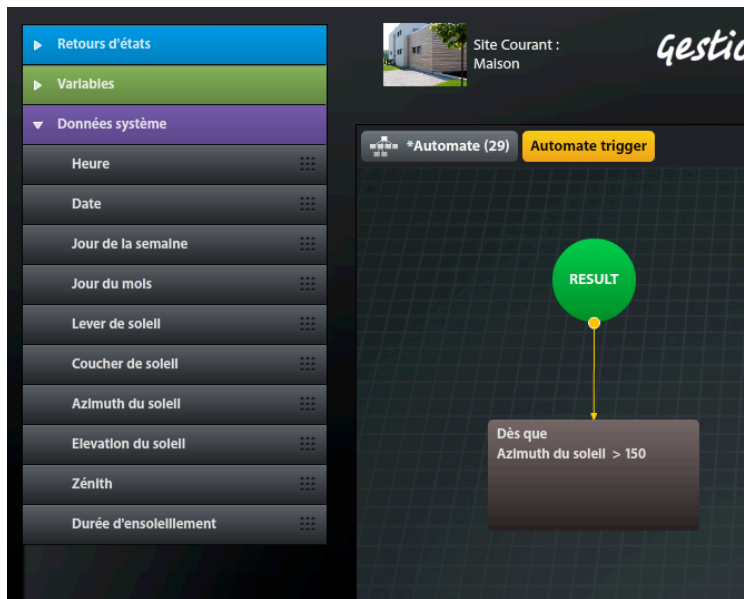 Retours d'états
Variables
Données système
Heure
Date
Jour de la semaine
Jour du mois
Lever de soleil
Coucher de soleil
Azimuth du soleil
Elevation du soleil
Zénith
Durée d'ensoleillement
Site Courant :
Maison
*Automate (29)
Automate trigger
RESULT
Dès que
Azimuth du soleil > 150